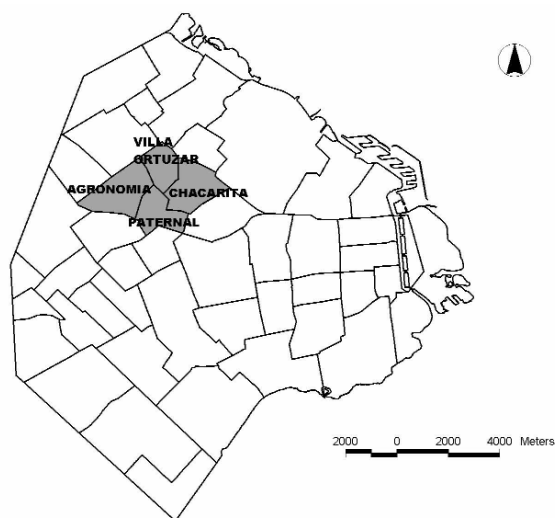 VILLA
ORTUZAR
AGRONOMIA
CHACARITA
PATERNAL
2000 0 2000 4000 Meters